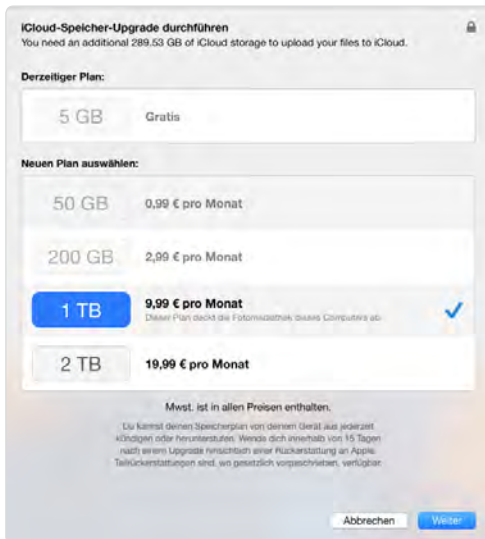 iCloud-Speicher-Upgrade durchführen
You need an additional 289.53 GB of iCloud storage to upload your files to iCloud.
Derzeitiger Plan:
5 GB Gratis
Neuen Plan auswählen:
50 GB 0,99 € pro Monat
200 GB 2,99 € pro Monat
1 TB 9,99 € pro Monat
Dieser Plan deckt die Fotomediathek dieses Computers ab.
2 TB 19,99 € pro Monat
Mwst. ist in allen Preisen enthalten.
Du kannst deinen Speicherplan von deinem Gerät aus jederzeit
kündigen oder herunterstufen. Wende dich innerhalb von 15 Tagen
nach einem Upgrade hinsichtlich einer Rückerstattung an Apple.
Teilrückerstattungen sind, wo gesetzlich vorgeschrieben, verfügbar.
Abbrechen Weiter